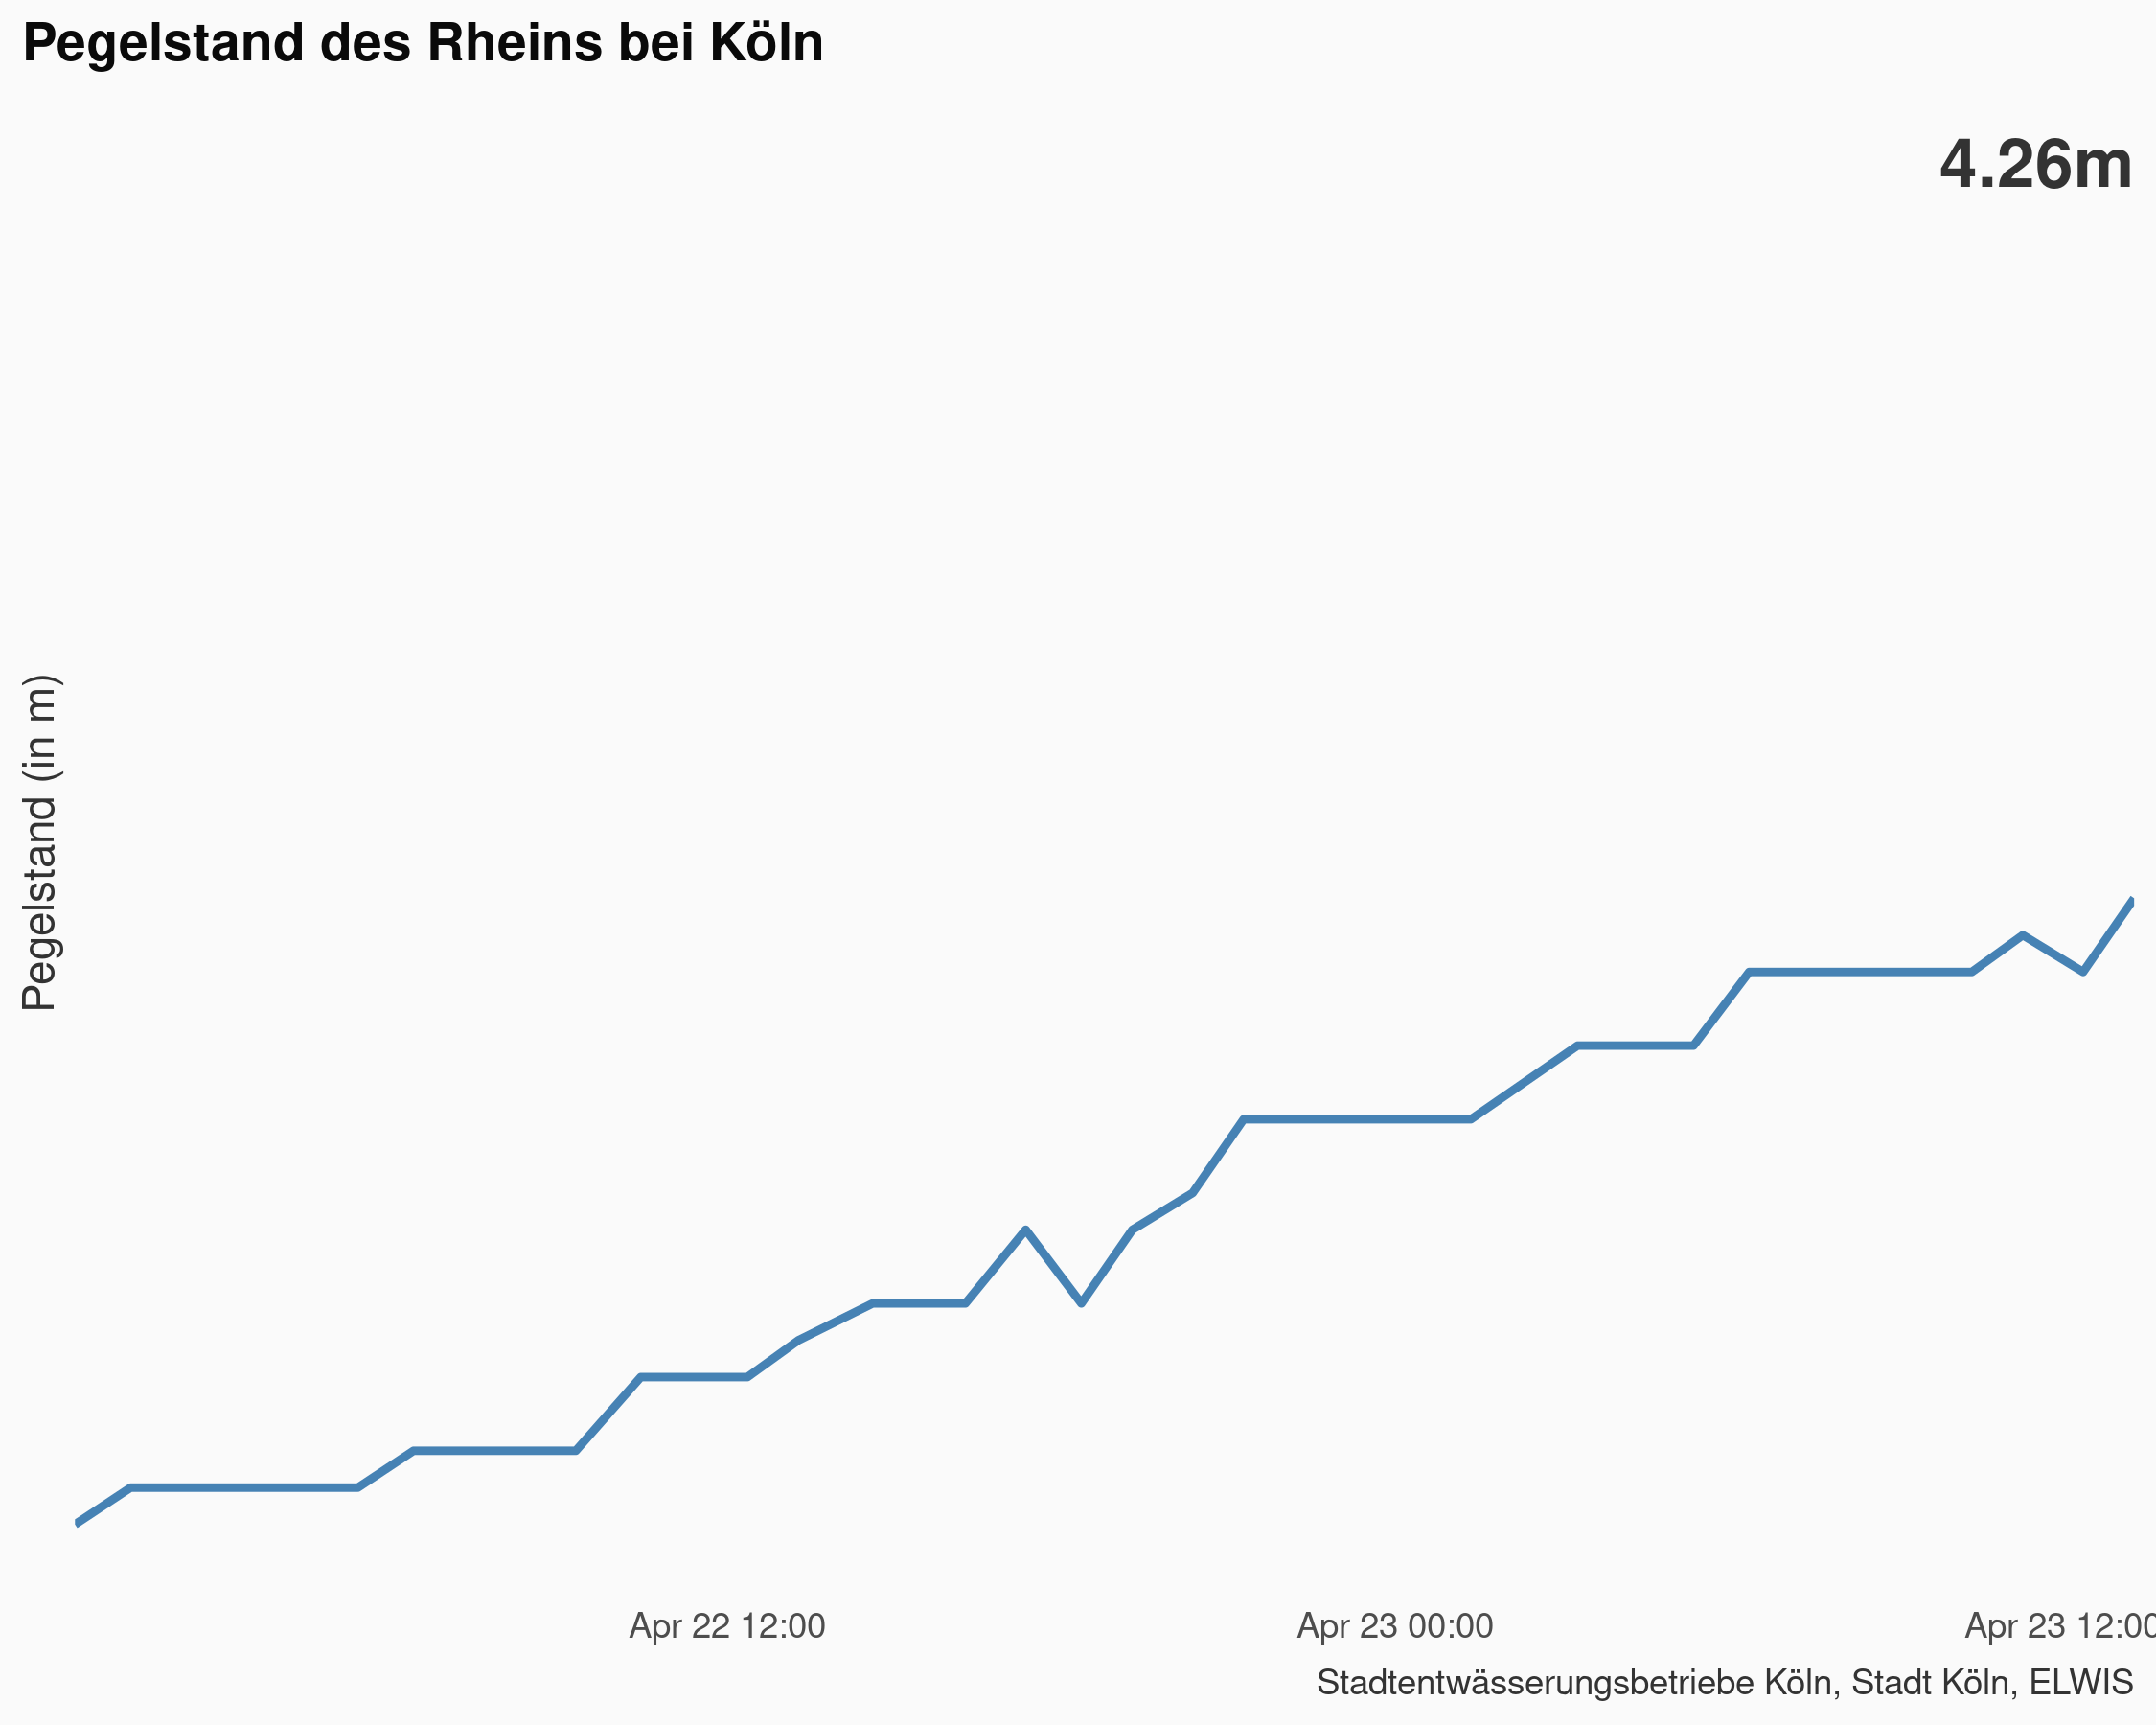 Pegelstand des Rheins bei Köln
4.26m
Pegelstand (in m)
Apr 22 12:00
Apr 23 00:00
Apr 23 12:00
Stadtentwässerungsbetriebe Köln, Stadt Köln, ELWIS